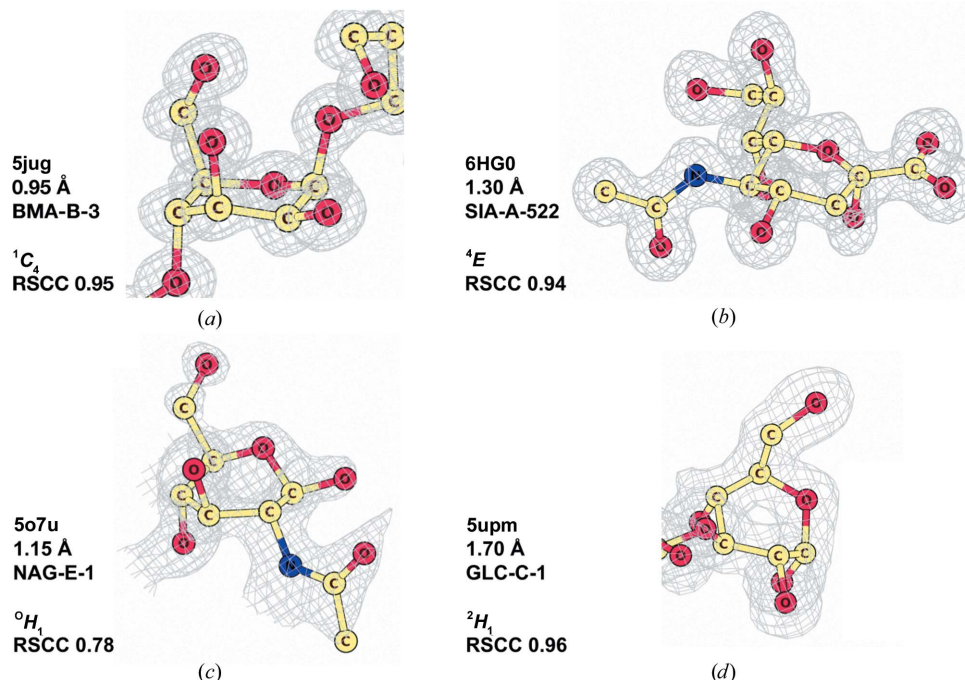 5jug
0.95 Å
BMA-B-3
¹C₄
RSCC 0.95
(a)
6HG0
1.30 Å
SIA-A-522
⁴E
RSCC 0.94
(b)
5o7u
1.15 Å
NAG-E-1
ᴼH₁
RSCC 0.78
(c)
5upm
1.70 Å
GLC-C-1
²H₁
RSCC 0.96
(d)